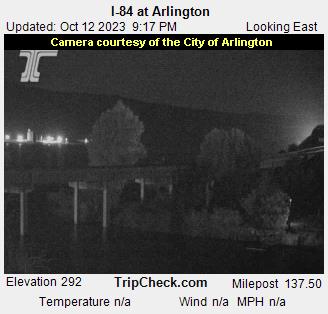 I-84 at Arlington
Updated: Oct 12 2023 9:17 PM Looking East
Camera courtesy of the City of Arlington
Elevation 292 TripCheck.com Milepost 137.50
Temperature n/a Wind n/a MPH n/a